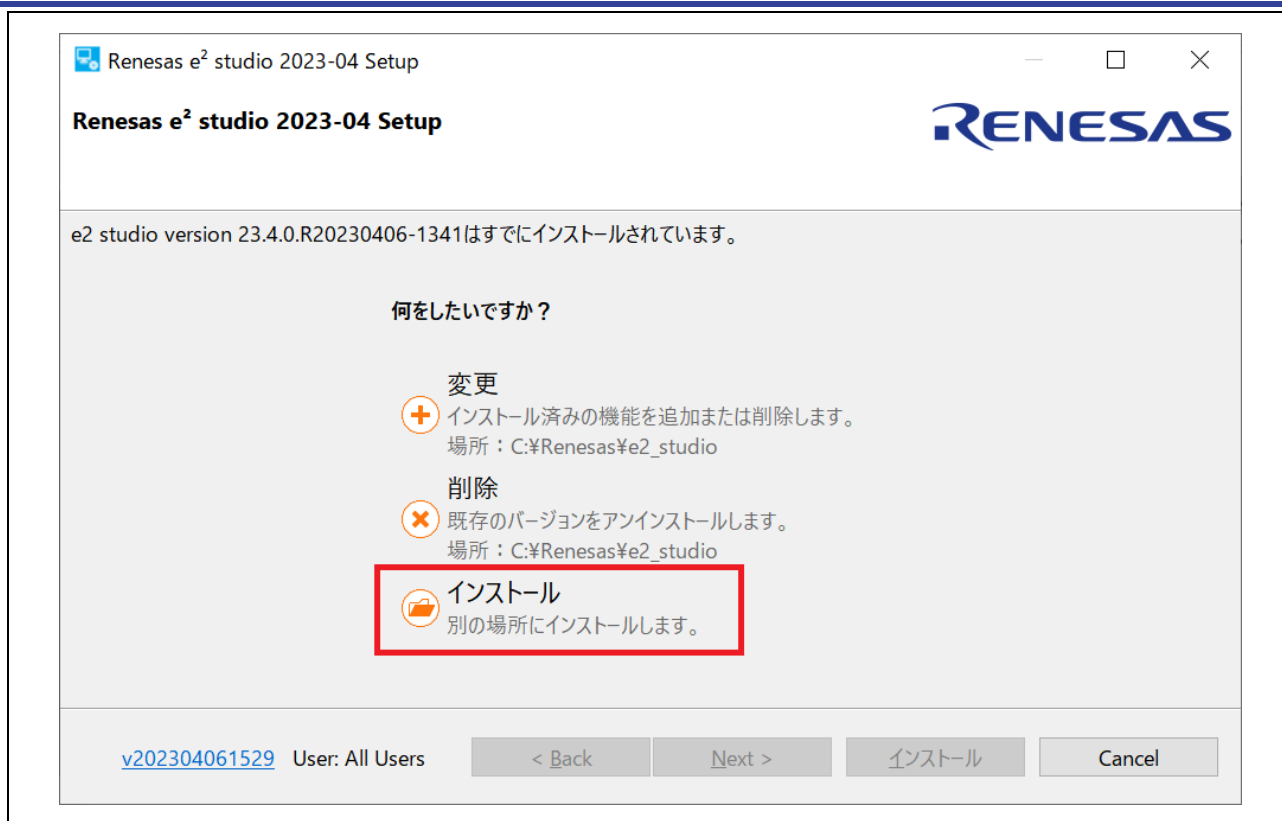 Renesas e² studio 2023-04 Setup
Renesas e² studio 2023-04 Setup
RENESAS
e2 studio version 23.4.0.R20230406-1341はすでにインストールされています。
何をしたいですか？
変更
インストール済みの機能を追加または削除します。
場所：C:¥Renesas¥e2_studio
削除
既存のバージョンをアンインストールします。
場所：C:¥Renesas¥e2_studio
インストール
別の場所にインストールします。
v202304061529 User: All Users < Back Next > インストール Cancel